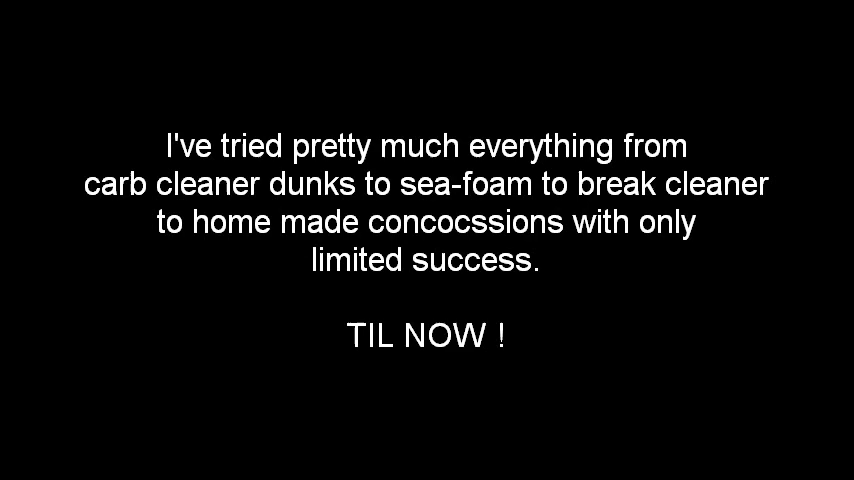 I've tried pretty much everything from
carb cleaner dunks to sea-foam to break cleaner
to home made concocssions with only
limited success.
TIL NOW !